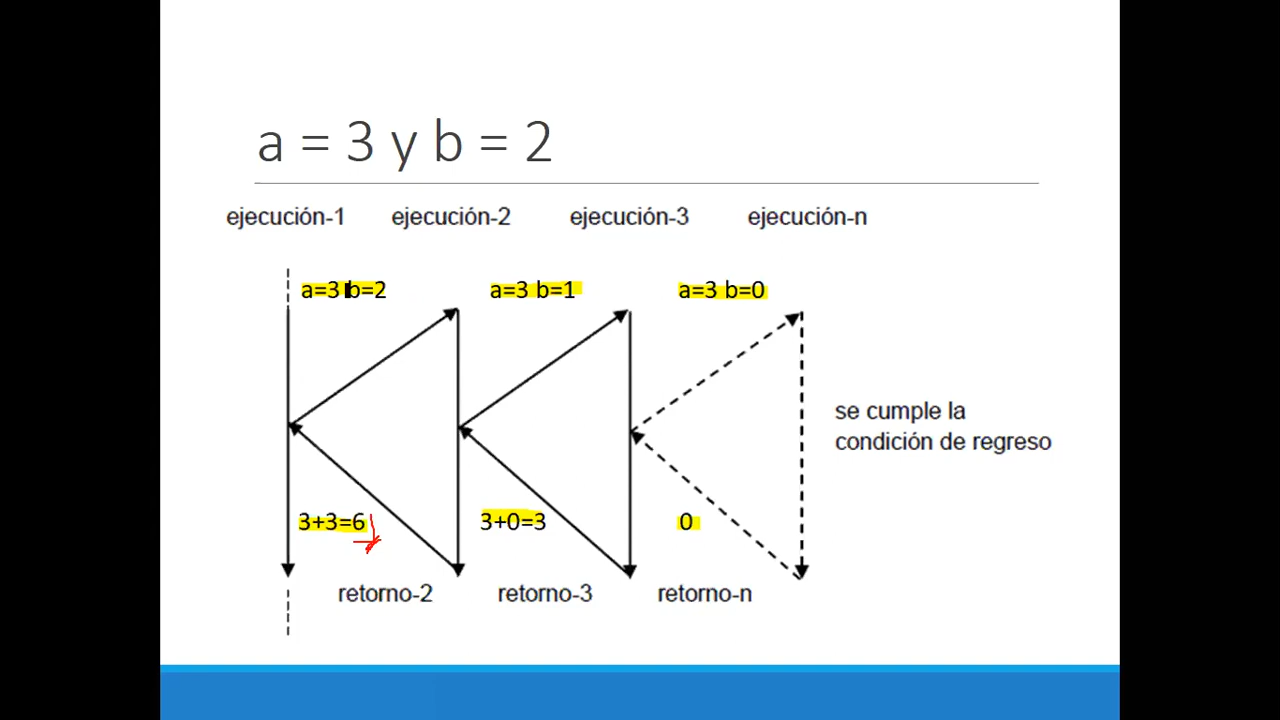 a = 3 y b = 2
ejecución-1 ejecución-2 ejecución-3 ejecución-n
a=3 b=2 a=3 b=1 a=3 b=0
se cumple la
condición de regreso
3+3=6 3+0=3 0
retorno-2 retorno-3 retorno-n